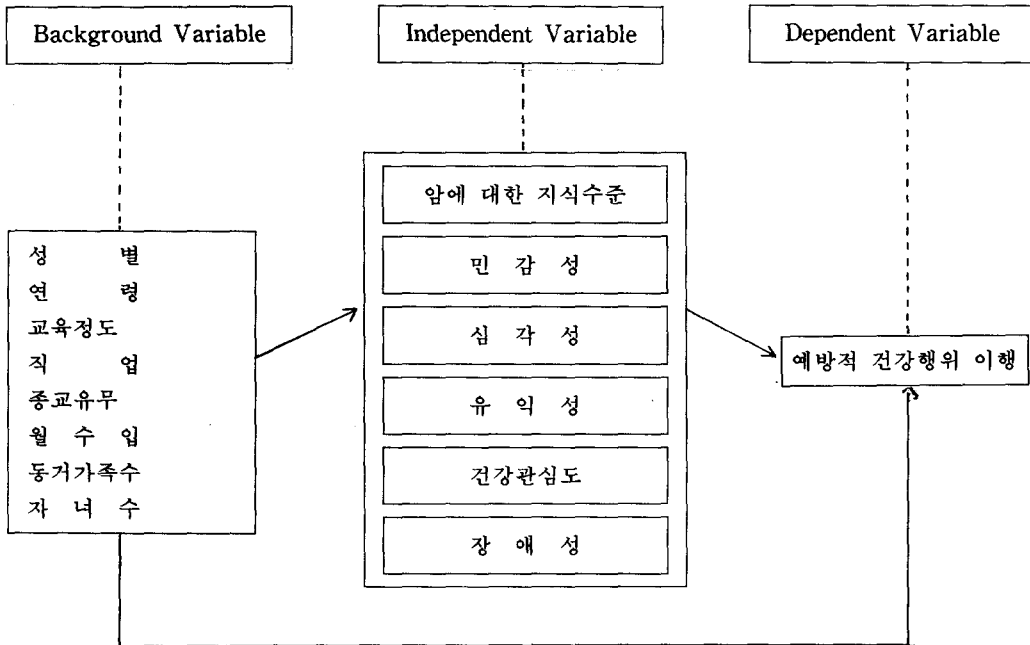 Background Variable
Independent Variable
Dependent Variable
성 별
연 령
교육정도
직 업
종교유무
월 수 입
동거가족수
자 녀 수
암에 대한 지식수준
민 감 성
심 각 성
유 익 성
건강관심도
장 애 성
예방적 건강행위 이행